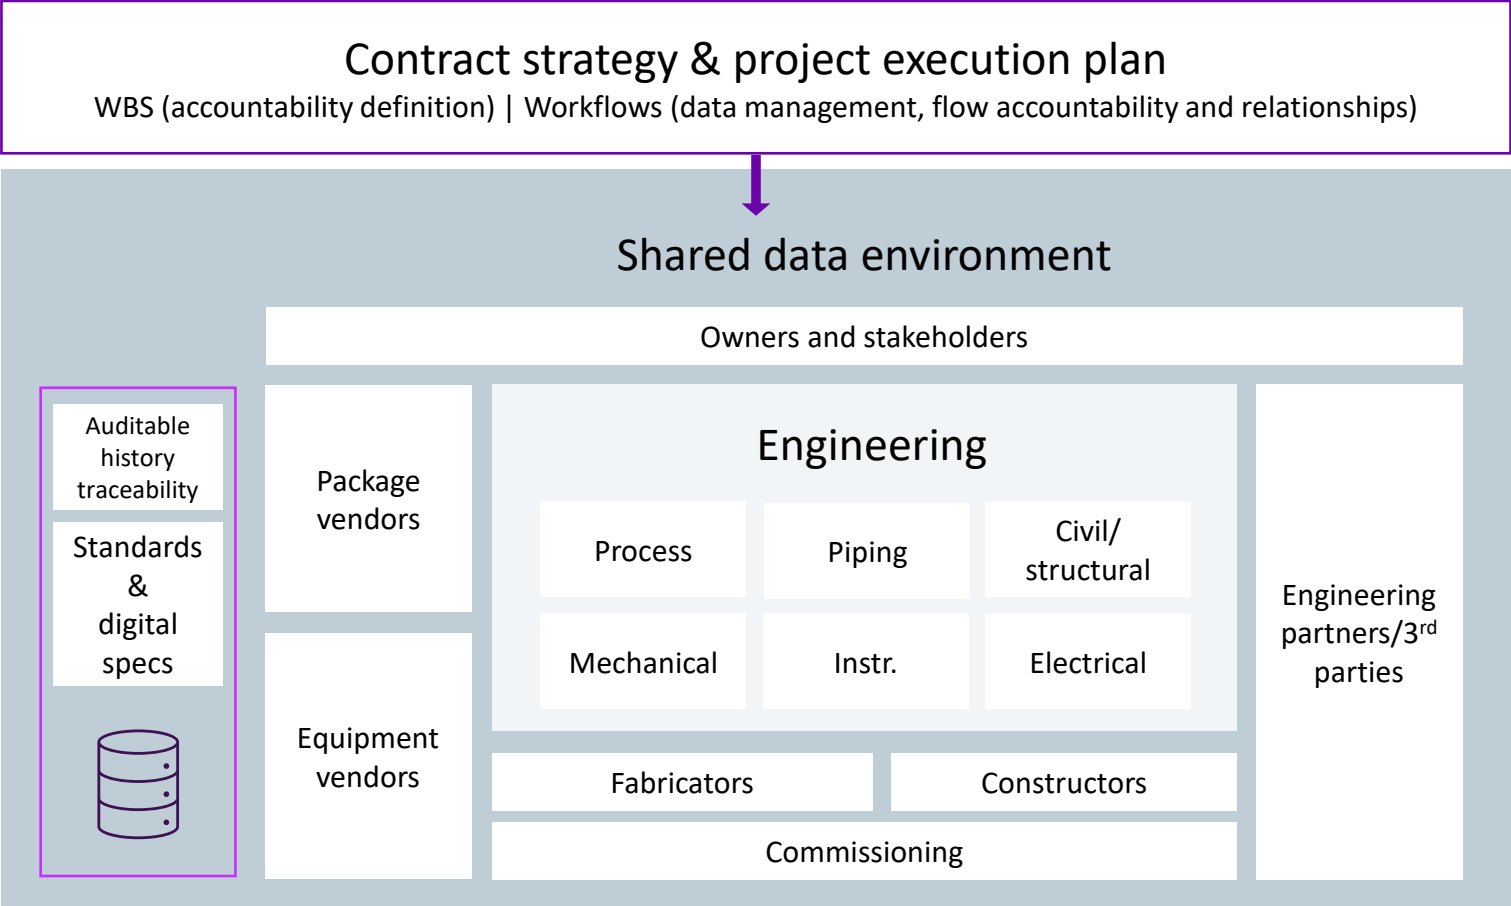 Contract strategy & project execution plan
WBS (accountability definition) | Workflows (data management, flow accountability and relationships)
Shared data environment
Owners and stakeholders
Auditable
history
traceability
Standards
&
digital
specs
Package
vendors
Equipment
vendors
Engineering
Process
Piping
Civil/
structural
Mechanical
Instr.
Electrical
Fabricators
Constructors
Commissioning
Engineering
partners/3rd
parties